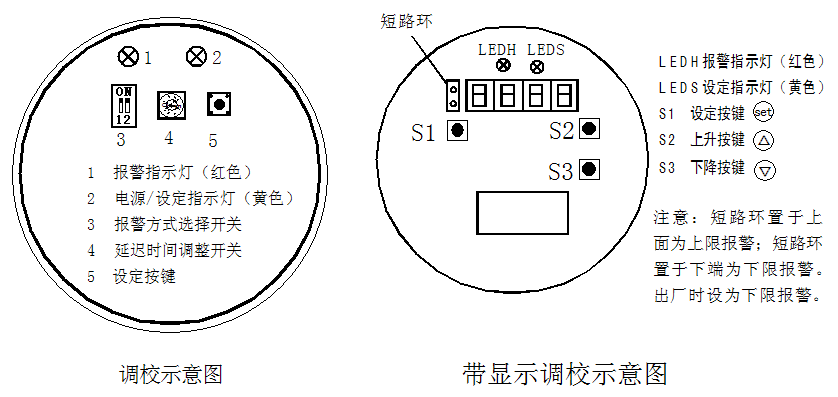 1
2
ON
12
3
4
5
1 报警指示灯（红色）
2 电源/设定指示灯（黄色）
3 报警方式选择开关
4 延迟时间调整开关
5 设定按键
调校示意图
短路环
LEDH LEDS
8888
S1
S2
S3
带显示调校示意图
LEDH报警指示灯（红色）
LEDS设定指示灯（黄色）
S1 设定按键 set
S2 上升按键 △
S3 下降按键 ▽
注意：短路环置于上
面为上限报警；短路环
置于下端为下限报警。
出厂时设为下限报警。